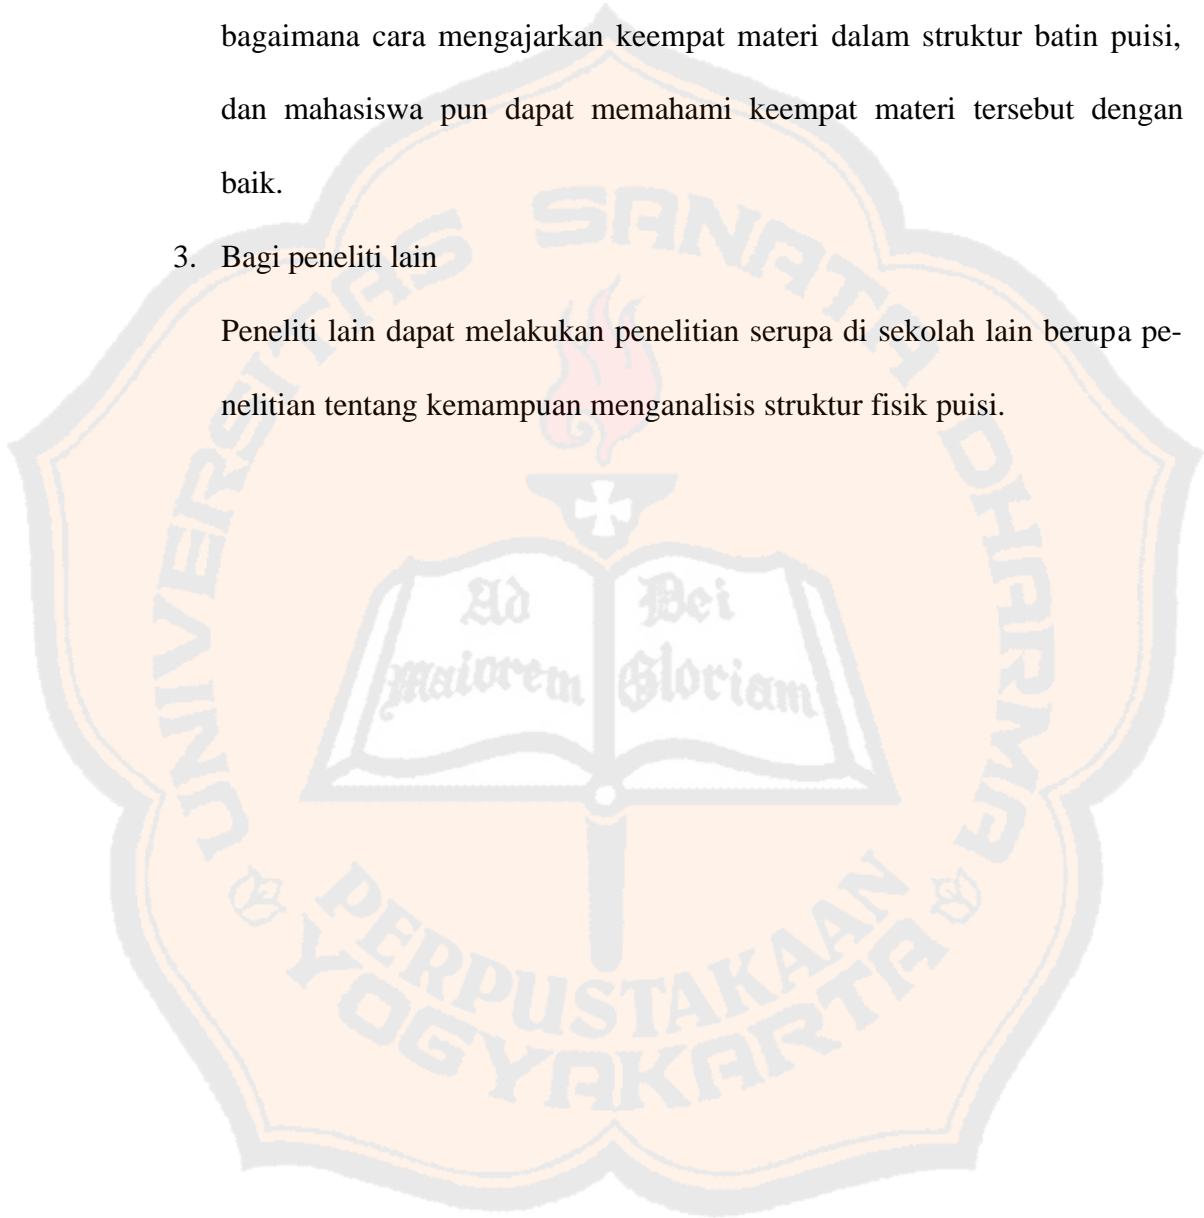 bagaimana cara mengajarkan keempat materi dalam struktur batin puisi,
dan mahasiswa pun dapat memahami keempat materi tersebut dengan
baik.
3. Bagi peneliti lain
Peneliti lain dapat melakukan penelitian serupa di sekolah lain berupa pe-
nelitian tentang kemampuan menganalisis struktur fisik puisi.
UNIVERSITAS SANATA DHARMA
Ad Dei
maiorem Gloriam
PERPUSTAKAAN
YOGYAKARTA